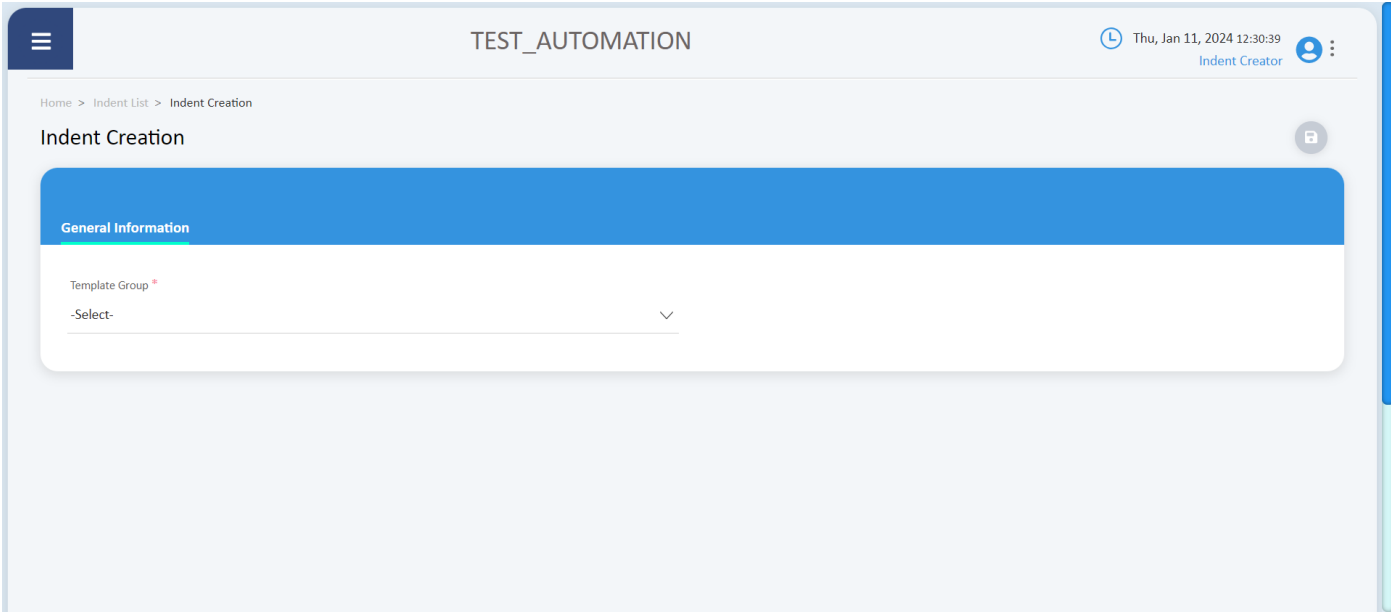 TEST_AUTOMATION
Thu, Jan 11, 2024 12:30:39
Indent Creator
Home > Indent List > Indent Creation
Indent Creation
General Information
Template Group *
-Select-